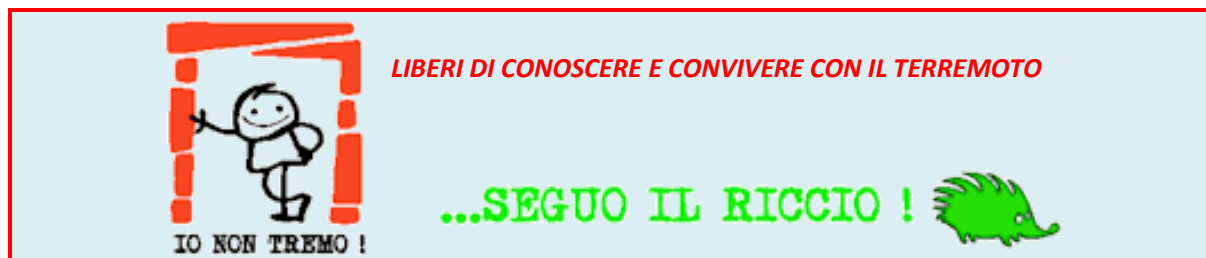 LIBERI DI CONOSCERE E CONVIVERE CON IL TERREMOTO
...SEGUO IL RICCIO !
IO NON TREMO !